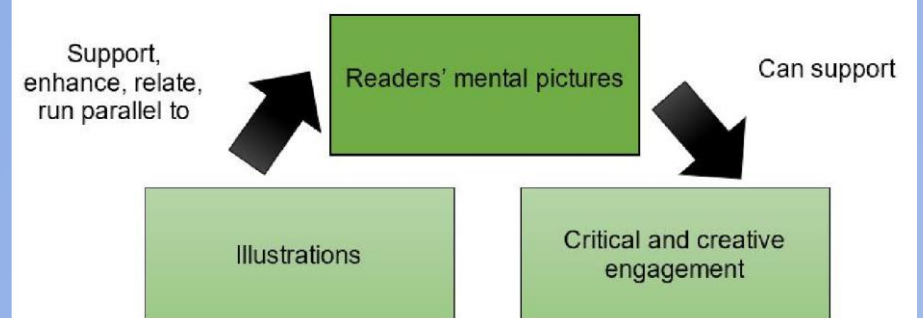 Support,
enhance, relate,
run parallel to
Readers' mental pictures
Can support
Illustrations
Critical and creative
engagement